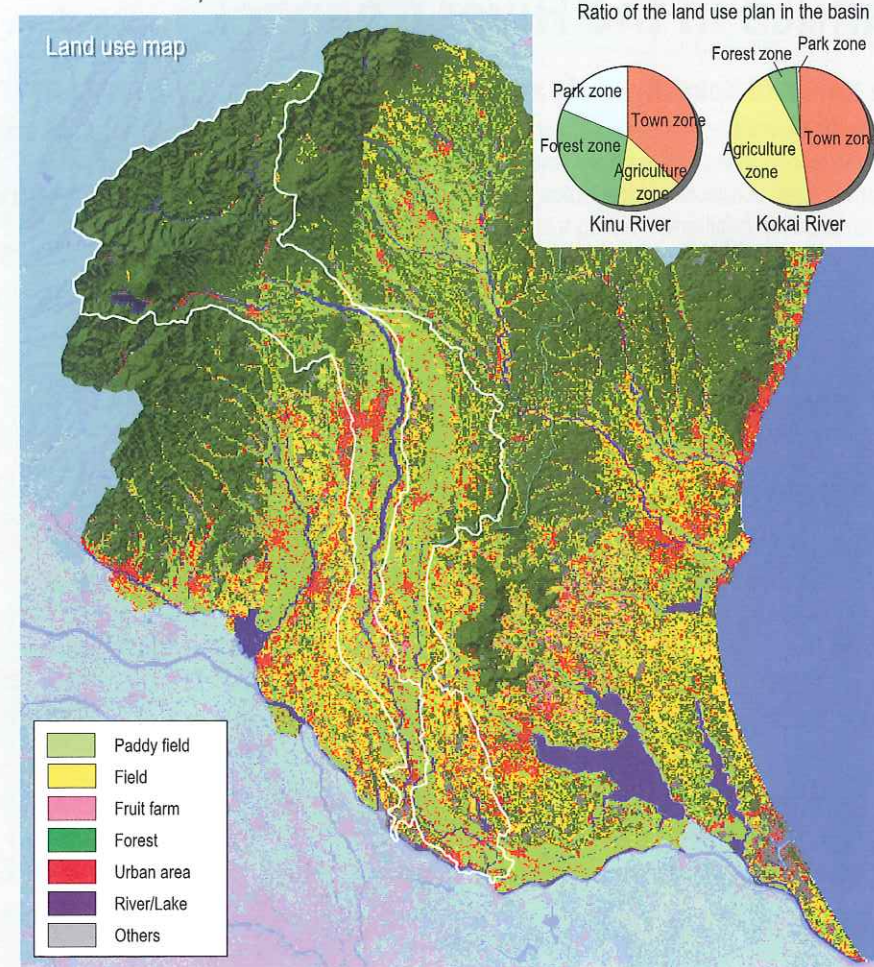 Land use map
Ratio of the land use plan in the basin
Park zone
Town zone
Forest zone
Agriculture
zone
Kinu River
Forest zone
Park zone
Agriculture
zone
Town zone
Kokai River
Paddy field
Field
Fruit farm
Forest
Urban area
River/Lake
Others